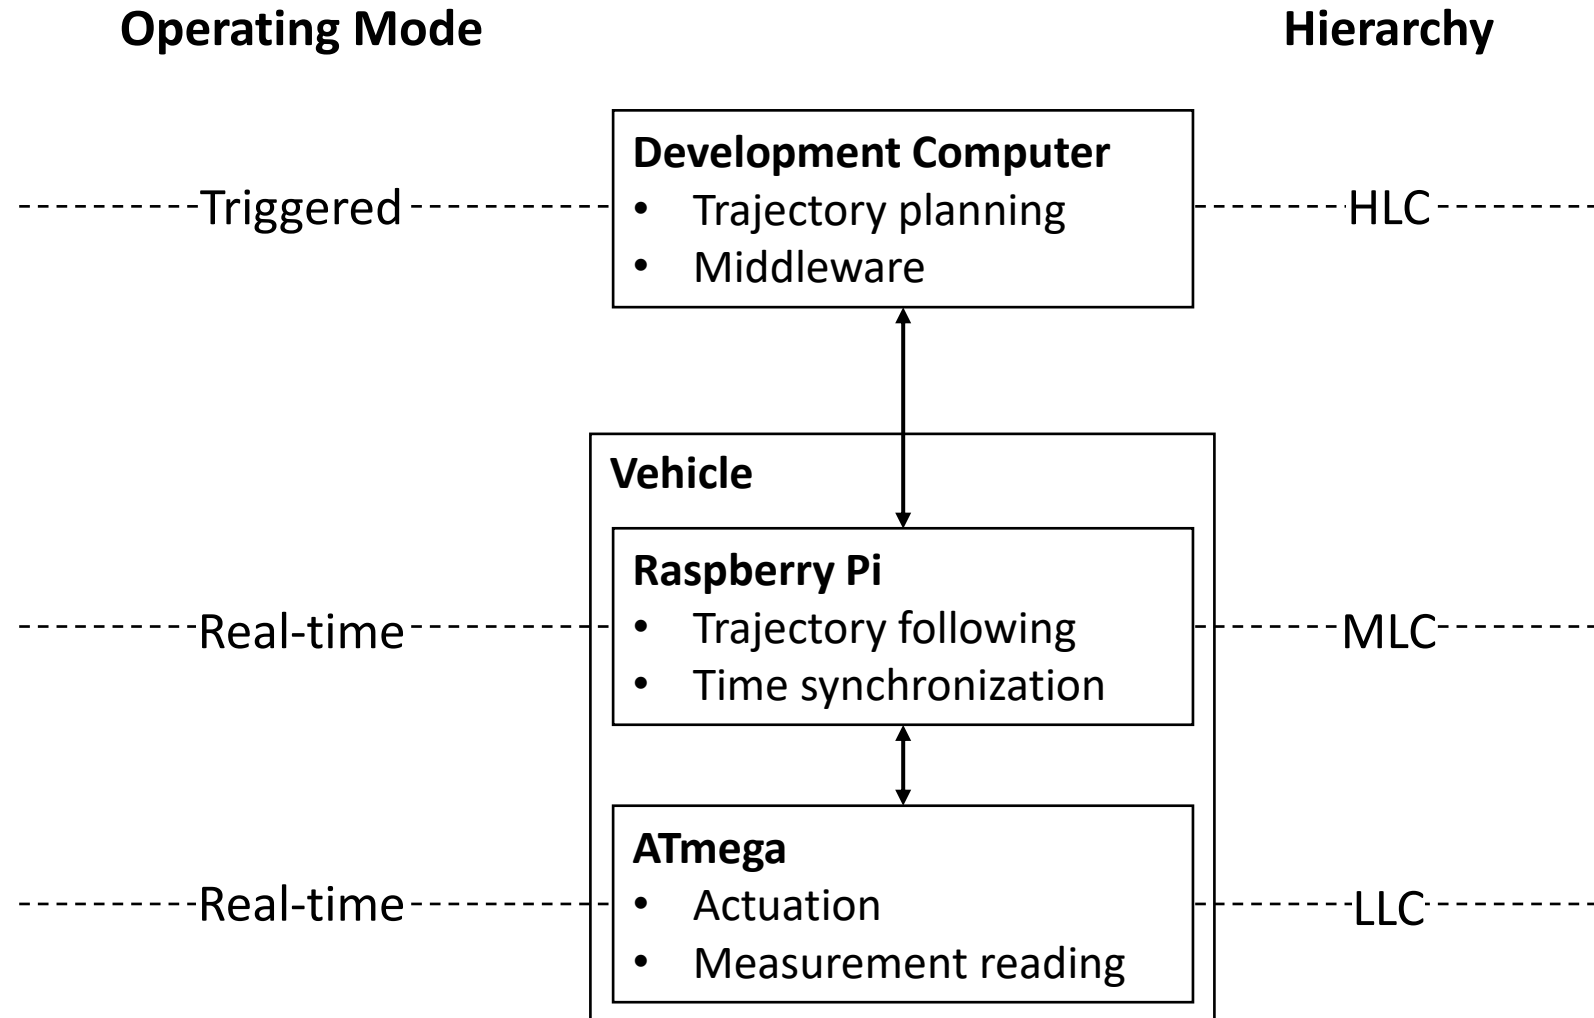 Operating Mode
Hierarchy
Development Computer
• Trajectory planning
• Middleware
Triggered
HLC
Vehicle
Raspberry Pi
• Trajectory following
• Time synchronization
Real-time
MLC
ATmega
• Actuation
• Measurement reading
Real-time
LLC